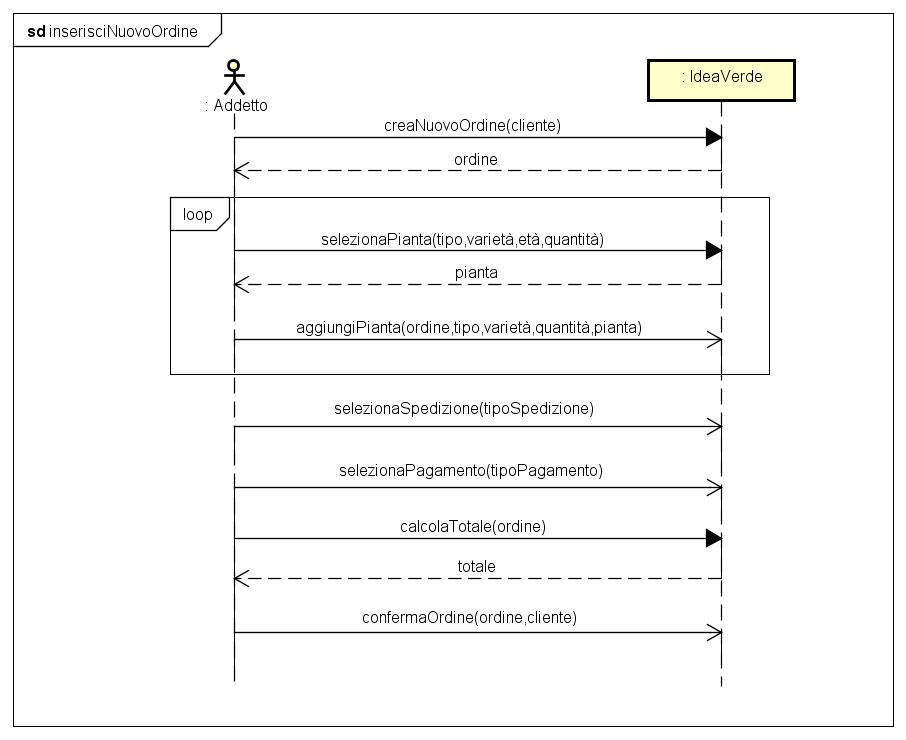 sd inserisciNuovoOrdine
: Addetto
: IdeaVerde
creaNuovoOrdine(cliente)
ordine
loop
selezionaPianta(tipo,varietà,età,quantità)
pianta
aggiungiPianta(ordine,tipo,varietà,quantità,pianta)
selezionaSpedizione(tipoSpedizione)
selezionaPagamento(tipoPagamento)
calcolaTotale(ordine)
totale
confermaOrdine(ordine,cliente)